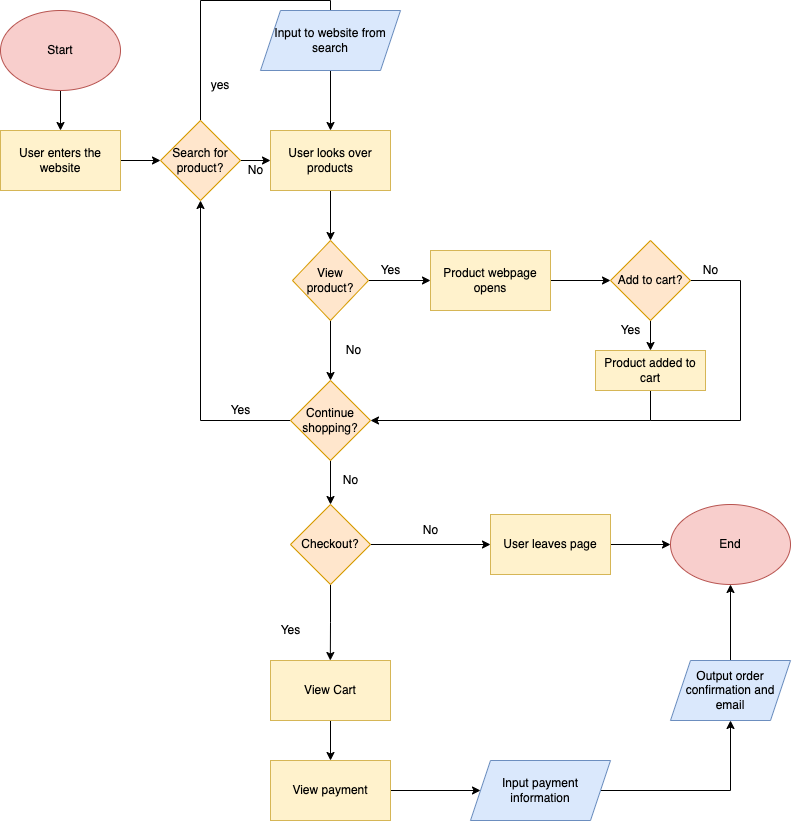 Start
Input to website from
search
yes
User enters the
website
Search for
product?
No
User looks over
products
View
product?
Yes
Product webpage
opens
Add to cart?
No
Yes
Product added to
cart
No
Continue
shopping?
Yes
No
Checkout?
No
User leaves page
End
Yes
View Cart
Output order
confirmation and
email
View payment
Input payment
information